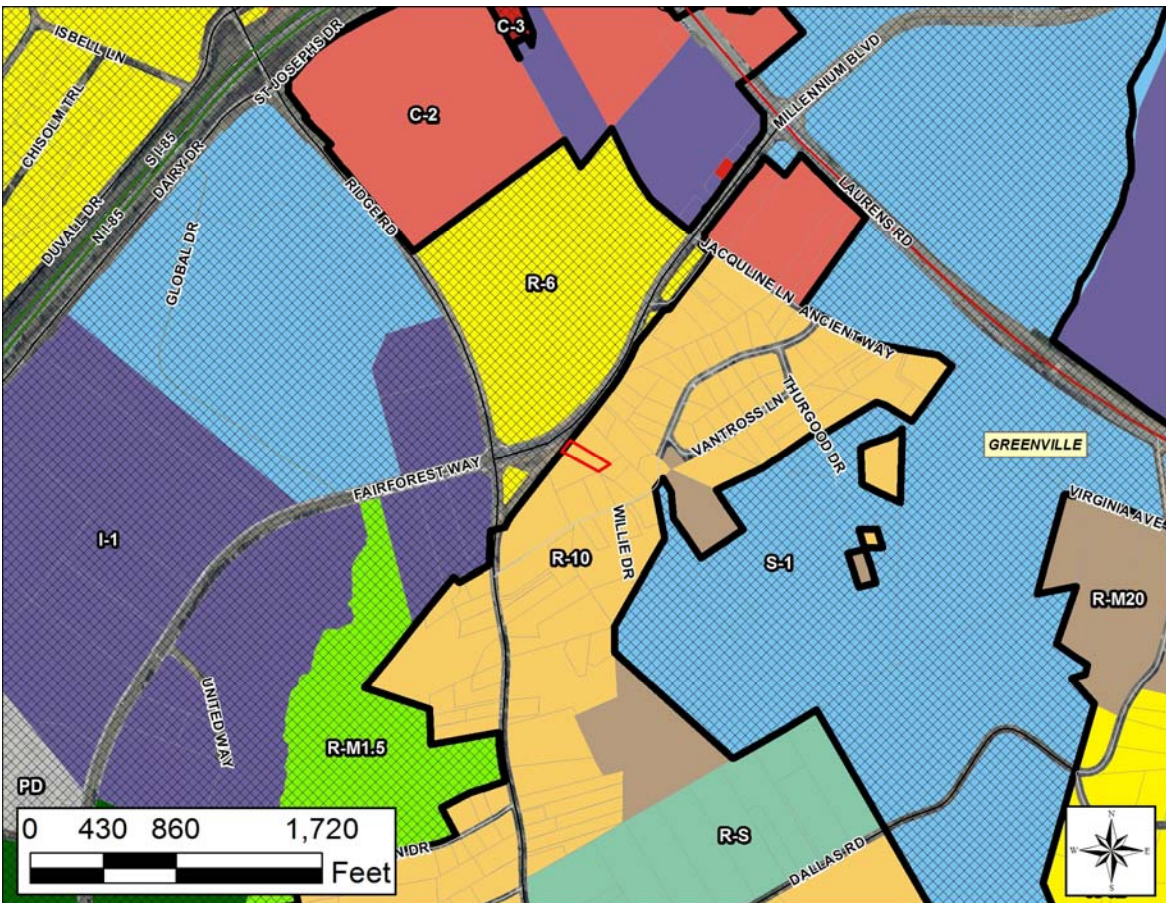 C-3
ISBELL LN
ST JOSEPHS DR
MILLENNIUM BLVD
C-2
CHISOLM TRL
S I-85
DAIRY DR
DUVALL DR
N I-85
RIDGE RD
LAURENS RD
GLOBAL DR
JACQULINE LN
R-6
ANCIENT WAY
THURGOOD DR
VANTROSS LN
GREENVILLE
FAIRFOREST WAY
VIRGINIA AVE
WILLIE DR
I-1
R-10
S-1
R-M20
UNITED WAY
R-M1.5
PD
R-S
0 430 860 1,720
Feet
N DR
DALLAS RD
N
W E
S